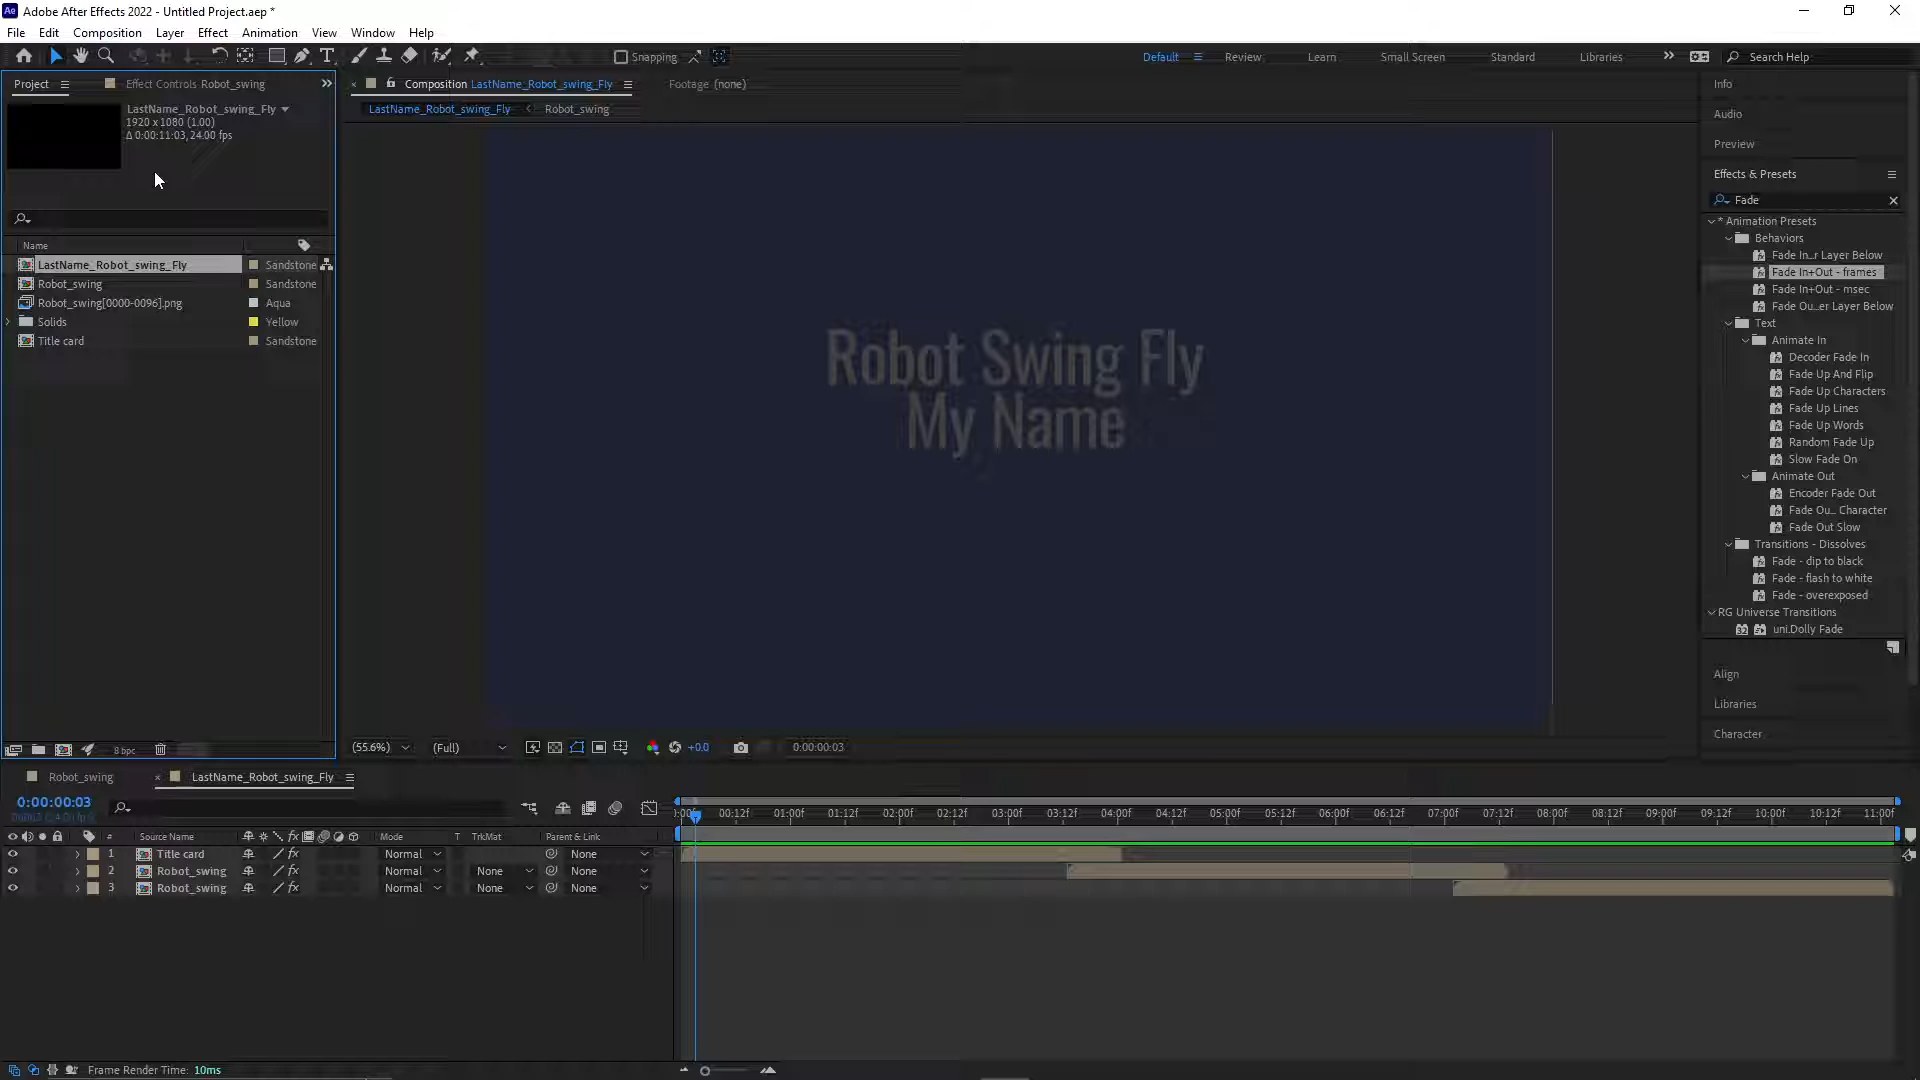 Ae Adobe After Effects 2022 - Untitled Project.aep *
File Edit Composition Layer Effect Animation View Window Help
Snapping Default Review Learn Small Screen Standard Libraries Search Help
Project Effect Controls Robot_swing
LastName_Robot_swing_Fly
1920 x 1080 (1.00)
Δ 0:00:11:03, 24.00 fps
Name
LastName_Robot_swing_Fly Sandstone
Robot_swing Sandstone
Robot_swing[0000-0096].png Aqua
Solids Yellow
Title card Sandstone
8 bpc
Composition LastName_Robot_swing_Fly Footage (none)
LastName_Robot_swing_Fly Robot_swing
Robot Swing Fly
My Name
(55.6%) (Full) +0.0 0:00:00:03
Info
Audio
Preview
Effects & Presets
Fade
* Animation Presets
Behaviors
Fade In...r Layer Below
Fade In+Out - frames
Fade In+Out - msec
Fade Ou...er Layer Below
Text
Animate In
Decoder Fade In
Fade Up And Flip
Fade Up Characters
Fade Up Lines
Fade Up Words
Random Fade Up
Slow Fade On
Animate Out
Encoder Fade Out
Fade Ou... Character
Fade Out Slow
Transitions - Dissolves
Fade - dip to black
Fade - flash to white
Fade - overexposed
RG Universe Transitions
32 uni.Dolly Fade
Align
Libraries
Character
Robot_swing LastName_Robot_swing_Fly
0:00:00:03
:00f 00:12f 01:00f 01:12f 02:00f 02:12f 03:00f 03:12f 04:00f 04:12f 05:00f 05:12f 06:00f 06:12f 07:00f 07:12f 08:00f 08:12f 09:00f 09:12f 10:00f 10:12f 11:00f
# Source Name fx Mode T TrkMat Parent & Link
1 Title card fx Normal None
2 Robot_swing fx Normal None None
3 Robot_swing fx Normal None None
Frame Render Time: 10ms